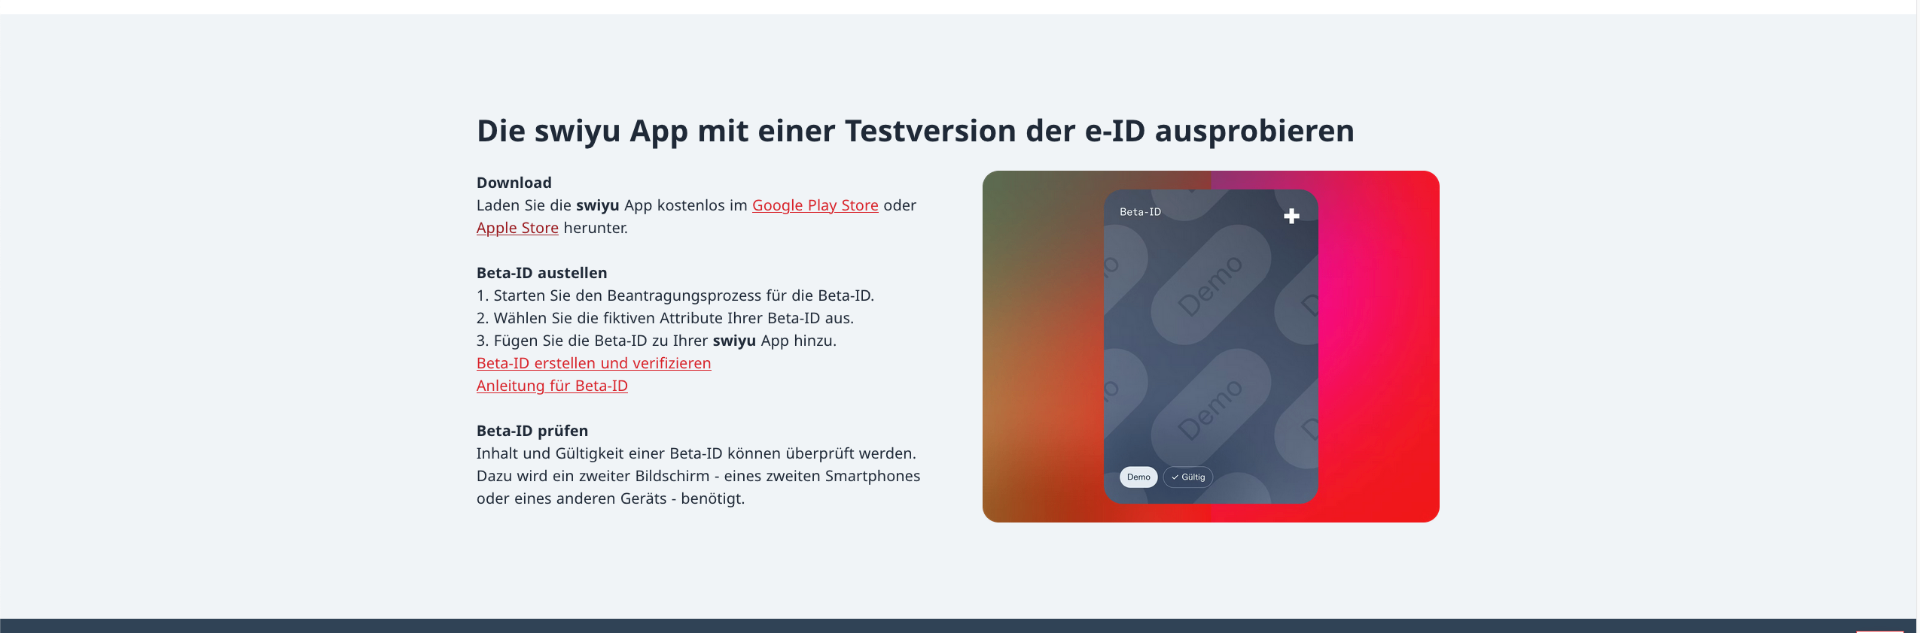 Die swiyu App mit einer Testversion der e-ID ausprobieren
Download
Laden Sie die swiyu App kostenlos im Google Play Store oder
Apple Store herunter.
Beta-ID austellen
1. Starten Sie den Beantragungsprozess für die Beta-ID.
2. Wählen Sie die fiktiven Attribute Ihrer Beta-ID aus.
3. Fügen Sie die Beta-ID zu Ihrer swiyu App hinzu.
Beta-ID erstellen und verifizieren
Anleitung für Beta-ID
Beta-ID prüfen
Inhalt und Gültigkeit einer Beta-ID können überprüft werden.
Dazu wird ein zweiter Bildschirm - eines zweiten Smartphones
oder eines anderen Geräts - benötigt.
Beta-ID
Demo
Demo
Demo
✓ Gültig